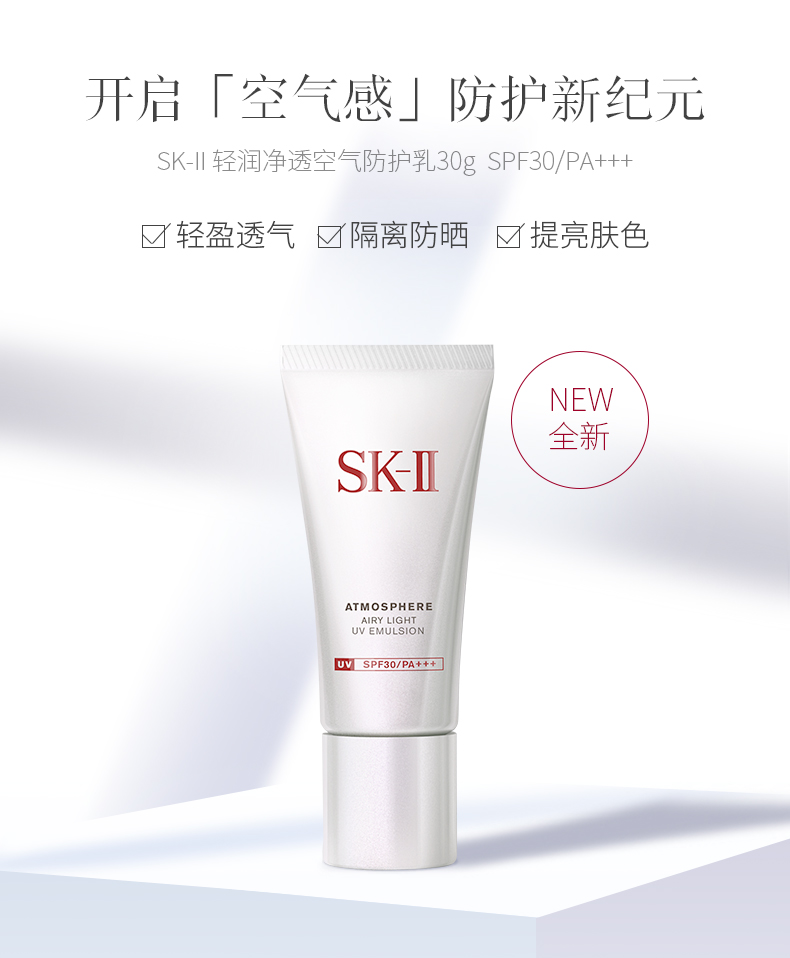 开启「空气感」防护新纪元
SK-II 轻润净透空气防护乳30g SPF30/PA+++
轻盈透气 隔离防晒 提亮肤色
NEW
全新
SK-II
ATMOSPHERE
AIRY LIGHT
UV EMULSION
UV SPF30/PA+++